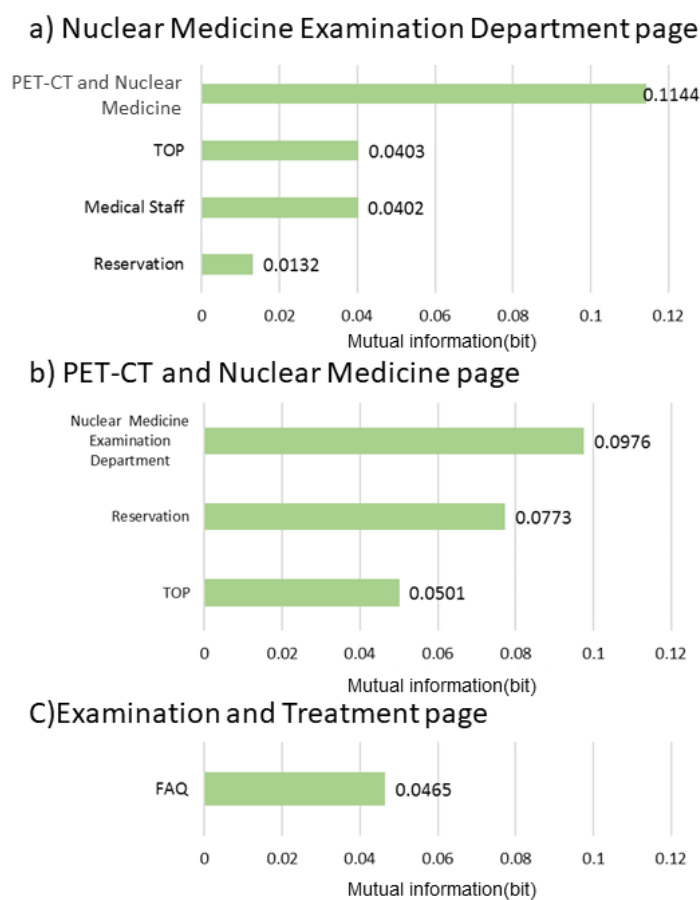 a) Nuclear Medicine Examination Department page
PET-CT and Nuclear
Medicine
0.1144
TOP
0.0403
Medical Staff
0.0402
Reservation
0.0132
0 0.02 0.04 0.06 0.08 0.1 0.12
Mutual information(bit)
b) PET-CT and Nuclear Medicine page
Nuclear Medicine
Examination
Department
0.0976
Reservation
0.0773
TOP
0.0501
0 0.02 0.04 0.06 0.08 0.1 0.12
Mutual information(bit)
C)Examination and Treatment page
FAQ
0.0465
0 0.02 0.04 0.06 0.08 0.1 0.12
Mutual information(bit)